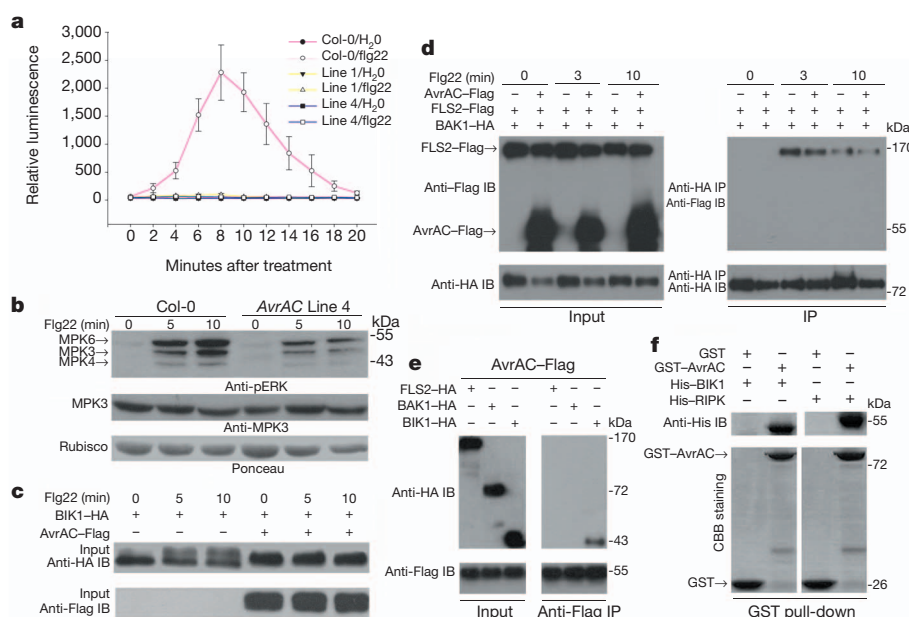 a
3,000
2,500
2,000
1,500
1,000
500
0
Relative luminescence
0 2 4 6 8 10 12 14 16 18 20
Minutes after treatment
Col-0/H20
Col-0/flg22
Line 1/H20
Line 1/flg22
Line 4/H20
Line 4/flg22
b
Col-0 AvrAC Line 4
Flg22 (min) 0 5 10 0 5 10 kDa
MPK6→ -55
MPK3→
MPK4→ -43
Anti-pERK
MPK3
Anti-MPK3
Rubisco
Ponceau
c
Flg22 (min) 0 5 10 0 5 10
BIK1–HA + + + + + +
AvrAC–Flag − − − + + +
Input
Anti-HA IB
Input
Anti-Flag IB
d
Flg22 (min) 0 3 10 0 3 10
AvrAC–Flag − + − + − + − + − + − +
FLS2–Flag + + + + + + + + + + + +
BAK1–HA + + + + + + + + + + + + kDa
FLS2–Flag→ -170
Anti-Flag IB
Anti-HA IP
Anti-Flag IB
AvrAC–Flag→ -55
Anti-HA IB
Anti-HA IP
Anti-HA IB
-72
Input IP
e
AvrAC–Flag
FLS2–HA + +
BAK1–HA + +
BIK1–HA + + kDa
-170
Anti-HA IB -72
-43
Anti-Flag IB -55
Input Anti-Flag IP
f
GST + − + −
GST–AvrAC − + − +
His–BIK1 + +
His–RIPK + + kDa
Anti-His IB -55
GST–AvrAC→ -72
CBB staining
GST→ -26
GST pull-down